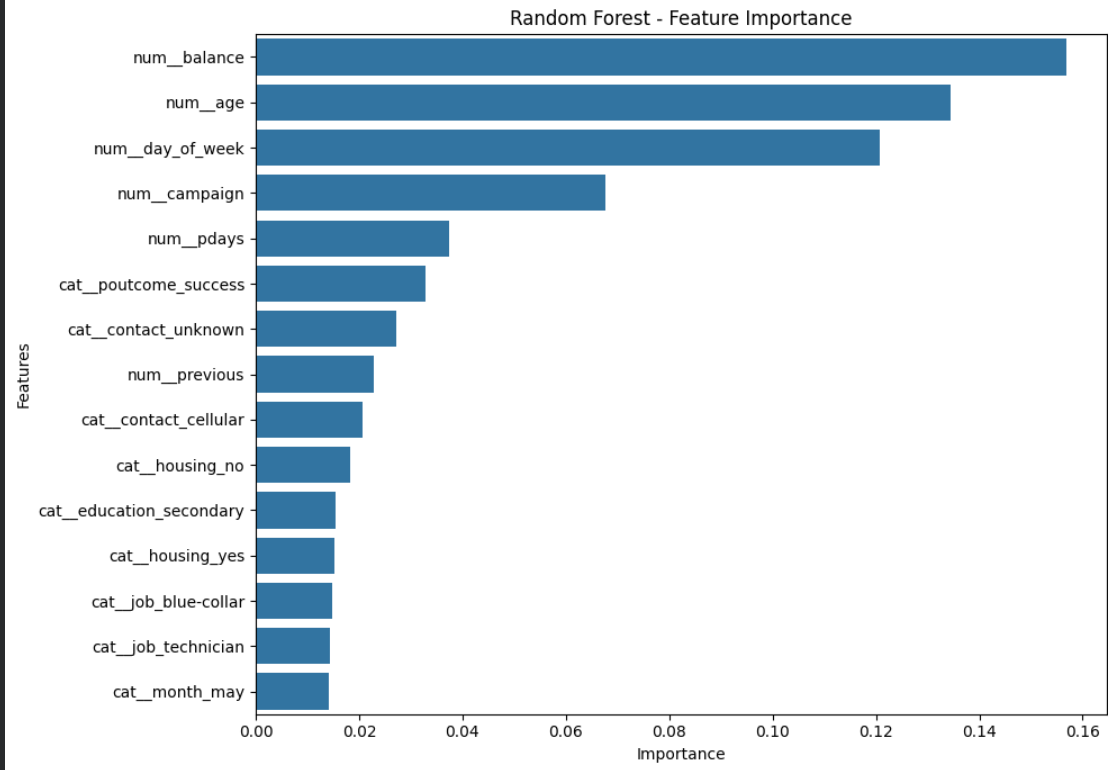 Random Forest - Feature Importance
num__balance
num__age
num__day_of_week
num__campaign
num__pdays
cat__poutcome_success
cat__contact_unknown
num__previous
cat__contact_cellular
cat__housing_no
cat__education_secondary
cat__housing_yes
cat__job_blue-collar
cat__job_technician
cat__month_may
Features
0.00 0.02 0.04 0.06 0.08 0.10 0.12 0.14 0.16
Importance